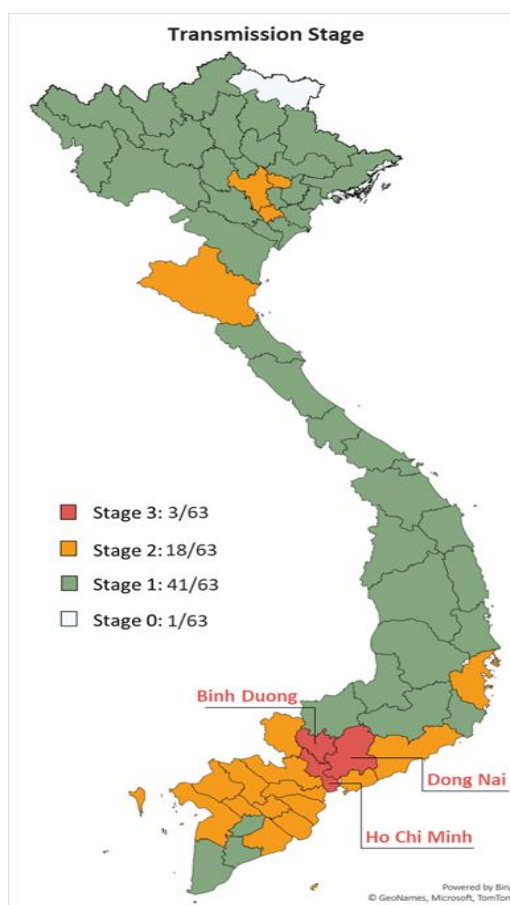 Transmission Stage
Stage 3: 3/63
Stage 2: 18/63
Stage 1: 41/63
Stage 0: 1/63
Binh Duong
Dong Nai
Ho Chi Minh
Powered by Bing
© GeoNames, Microsoft, TomTom